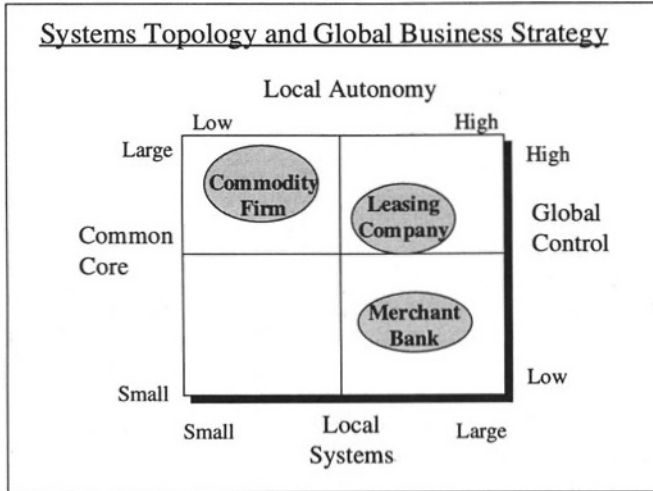 Systems Topology and Global Business Strategy
Local Autonomy
Low High
Large High
Commodity
Firm
Leasing
Company
Common
Core
Global
Control
Merchant
Bank
Small Low
Small Local
Systems Large